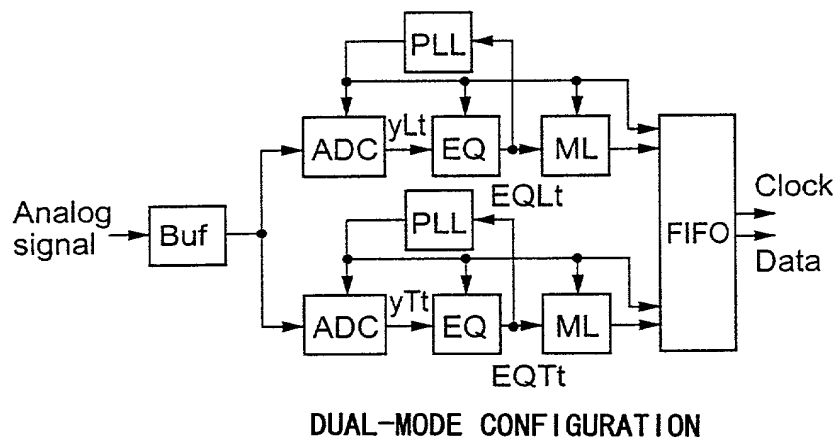 PLL
yLt
ADC
EQ
ML
EQLt
Analog
signal
Buf
PLL
FIFO
Clock
Data
yTt
ADC
EQ
ML
EQTt
DUAL-MODE CONFIGURATION